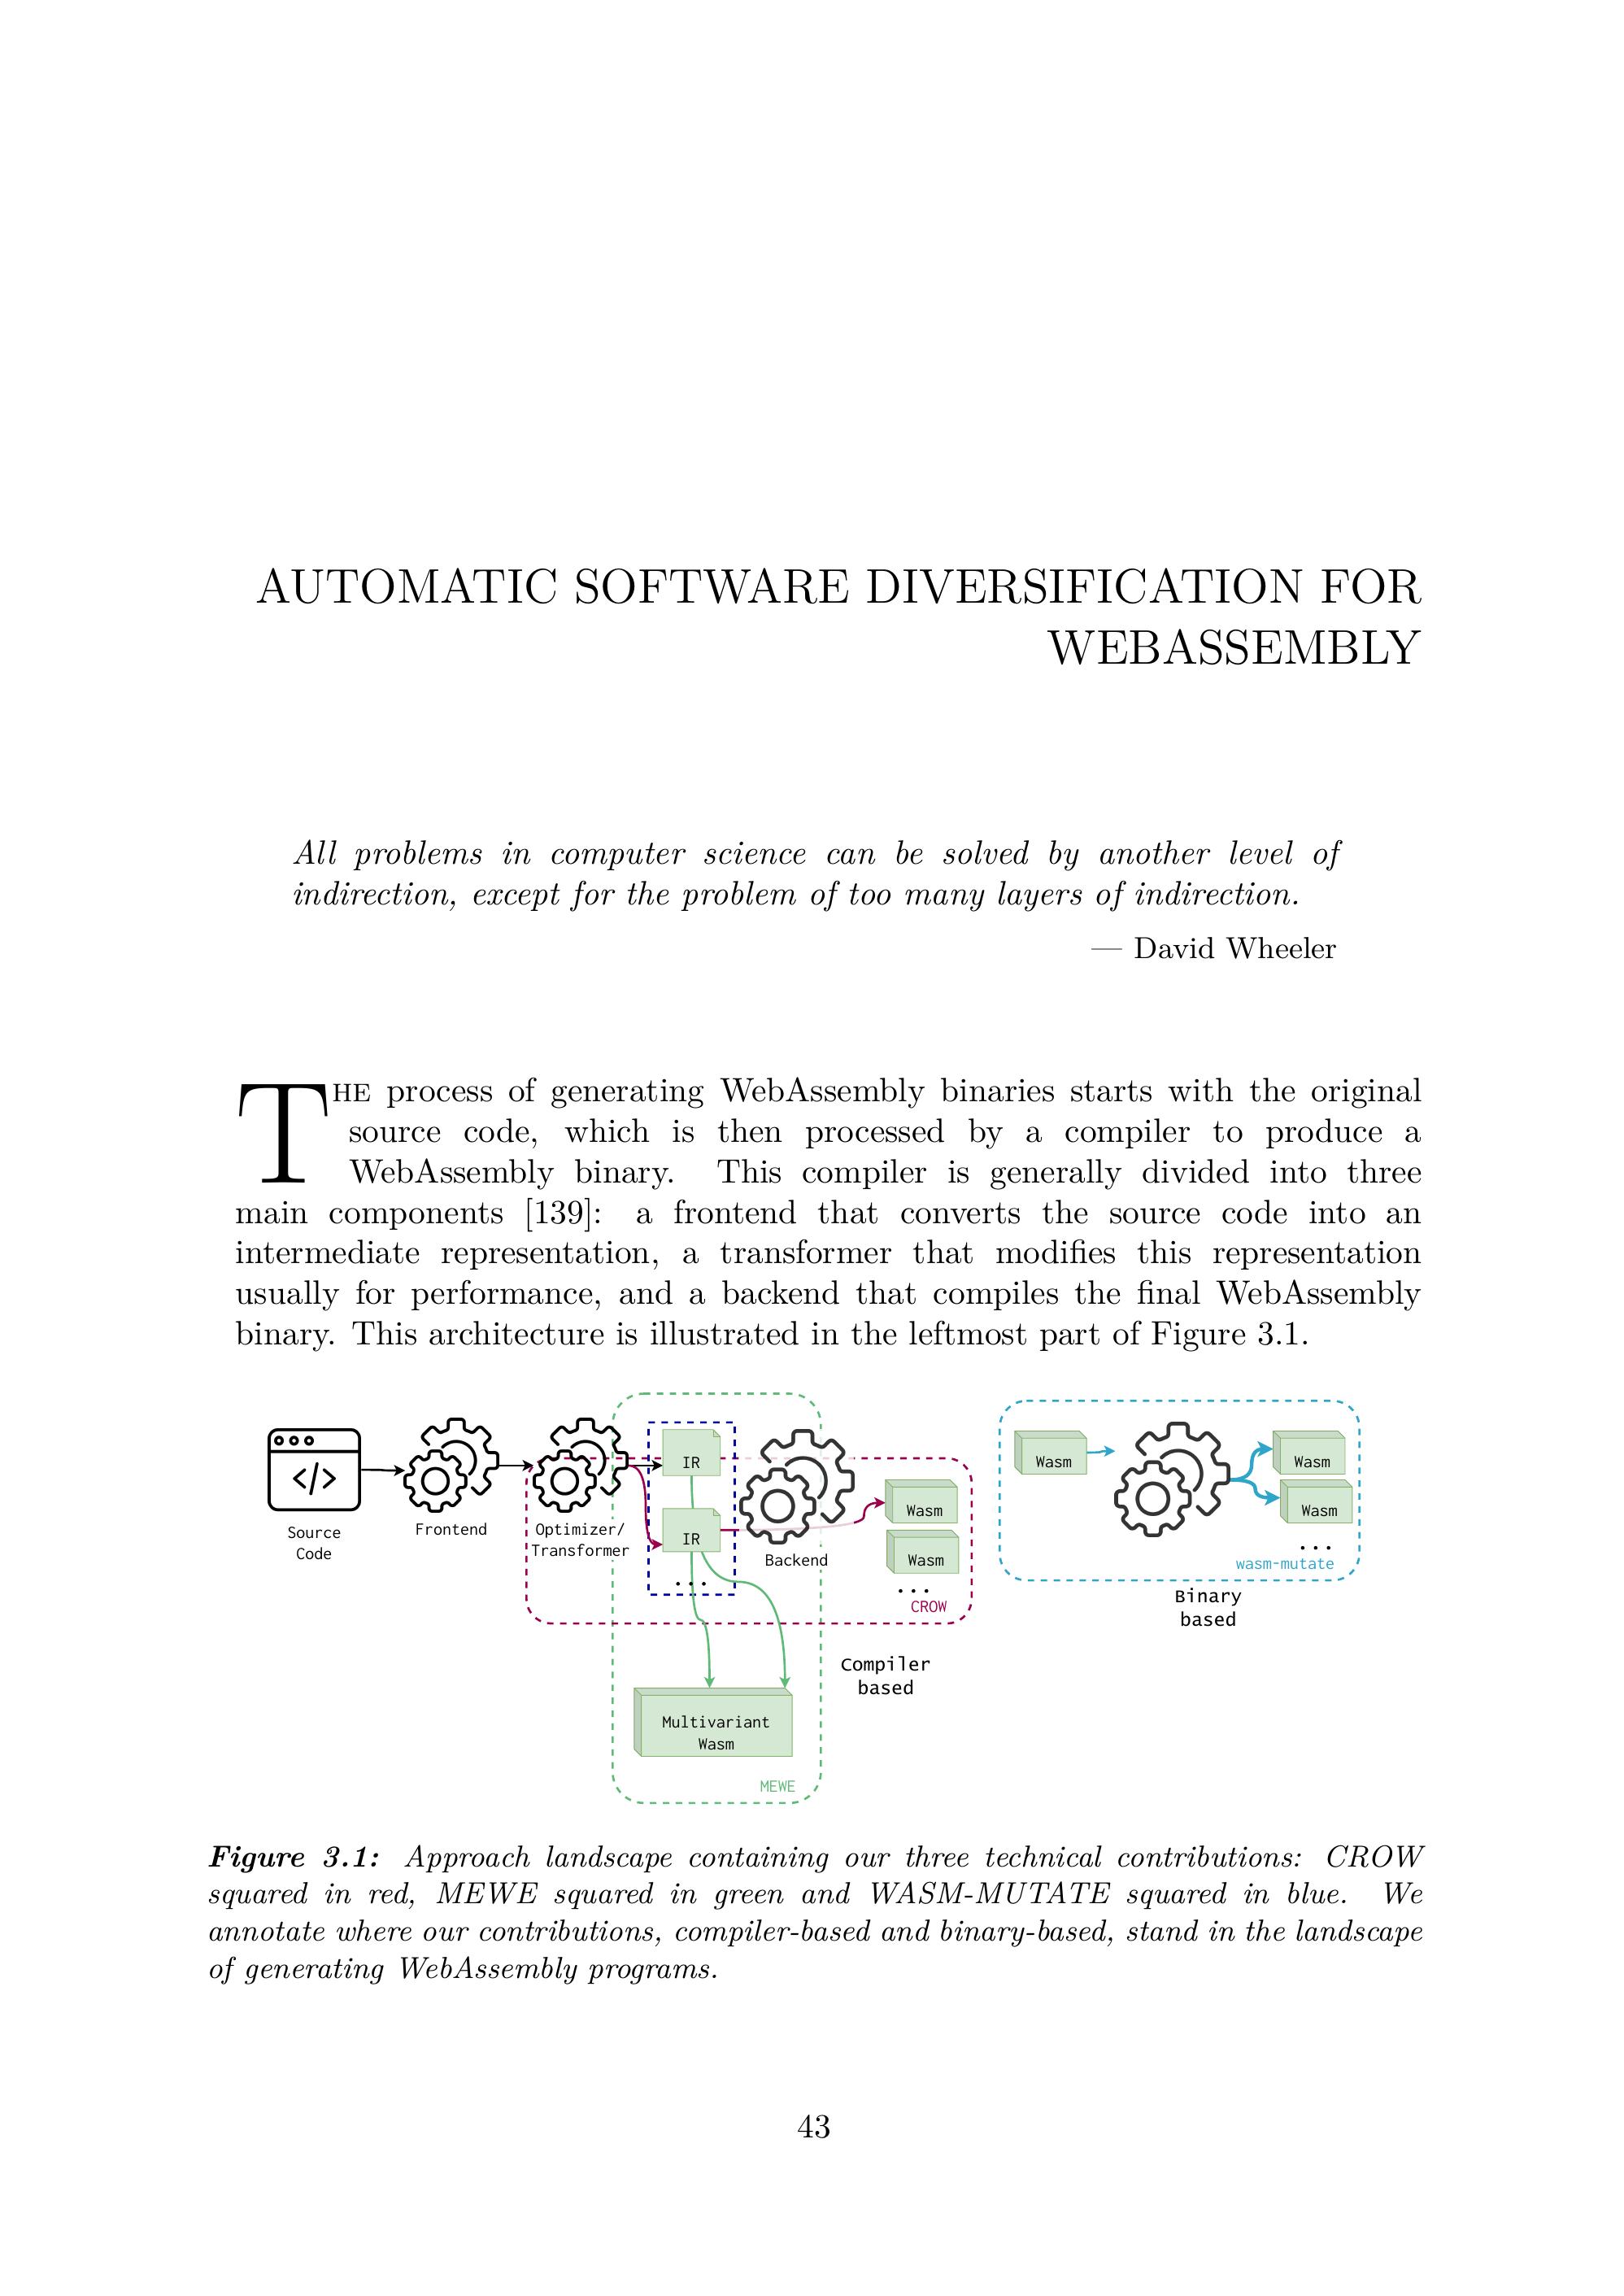 AUTOMATIC SOFTWARE DIVERSIFICATION FOR
WEBASSEMBLY
All problems in computer science can be solved by another level of
indirection, except for the problem of too many layers of indirection.
— David Wheeler
THE process of generating WebAssembly binaries starts with the original
source code, which is then processed by a compiler to produce a
WebAssembly binary. This compiler is generally divided into three
main components [139]: a frontend that converts the source code into an
intermediate representation, a transformer that modifies this representation
usually for performance, and a backend that compiles the final WebAssembly
binary. This architecture is illustrated in the leftmost part of Figure 3.1.
</>
Source
Code
Frontend
Optimizer/
Transformer
IR
IR
...
Backend
Wasm
Wasm
...
CROW
Multivariant
Wasm
MEWE
Compiler
based
Wasm
Wasm
Wasm
...
wasm-mutate
Binary
based
Figure 3.1: Approach landscape containing our three technical contributions: CROW
squared in red, MEWE squared in green and WASM-MUTATE squared in blue. We
annotate where our contributions, compiler-based and binary-based, stand in the landscape
of generating WebAssembly programs.
43